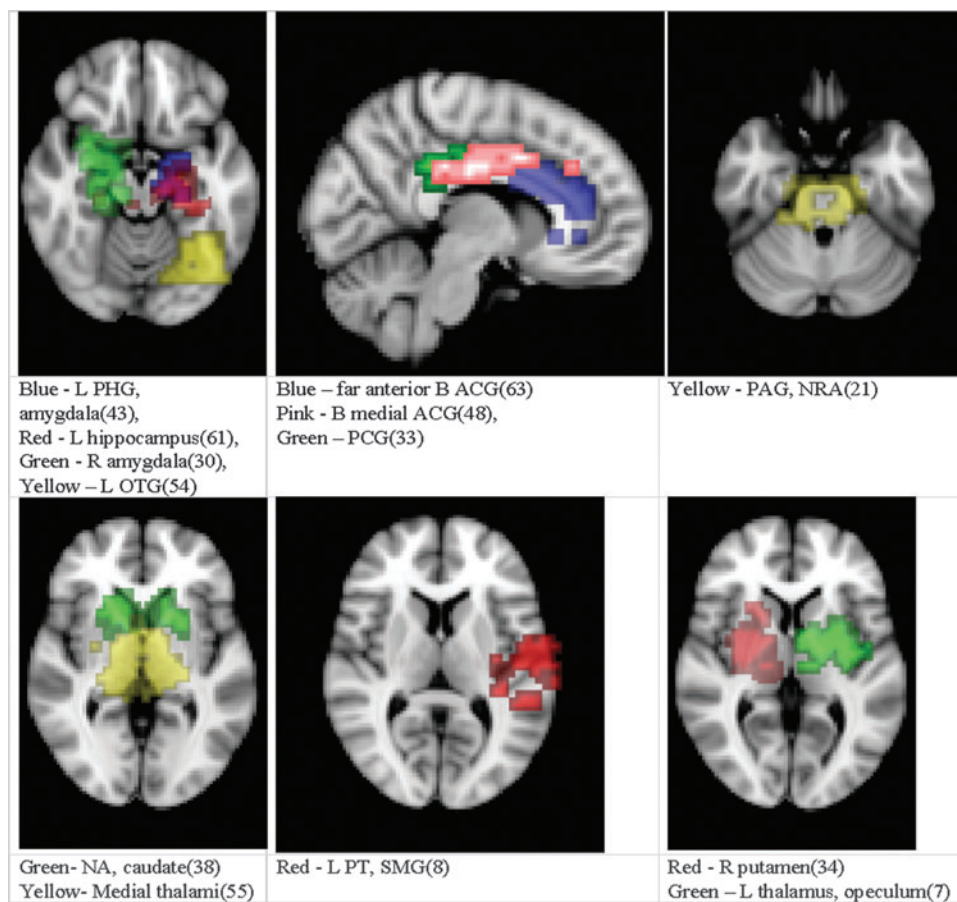 Blue - L PHG,
amygdala(43),
Red - L hippocampus(61),
Green - R amygdala(30),
Yellow – L OTG(54)
Blue – far anterior B ACG(63)
Pink - B medial ACG(48),
Green – PCG(33)
Yellow - PAG, NRA(21)
Green- NA, caudate(38)
Yellow- Medial thalami(55)
Red - L PT, SMG(8)
Red - R putamen(34)
Green – L thalamus, opeculum(7)